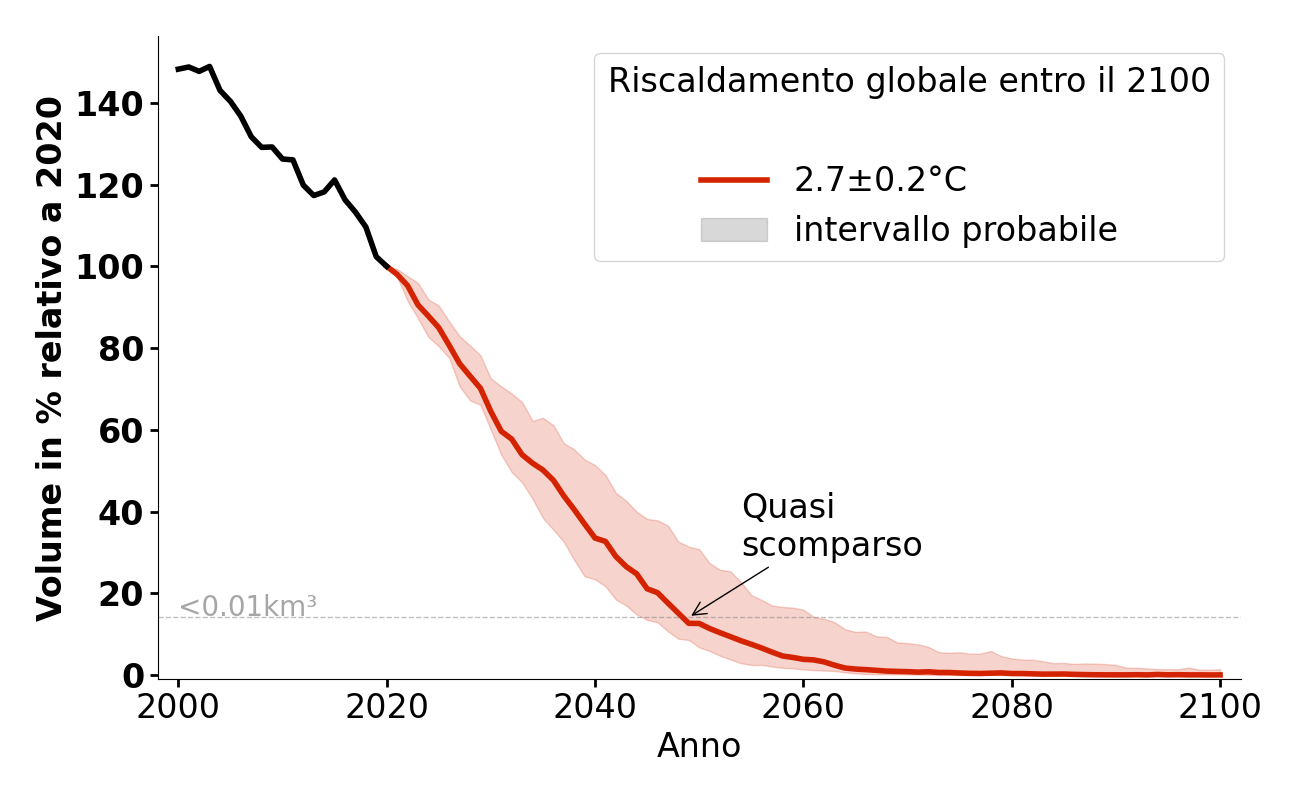 Volume in % relativo a 2020
140
120
100
80
60
40
20
0
Riscaldamento globale entro il 2100
2.7±0.2°C
intervallo probabile
Quasi
scomparso
<0.01km³
2000 2020 2040 2060 2080 2100
Anno